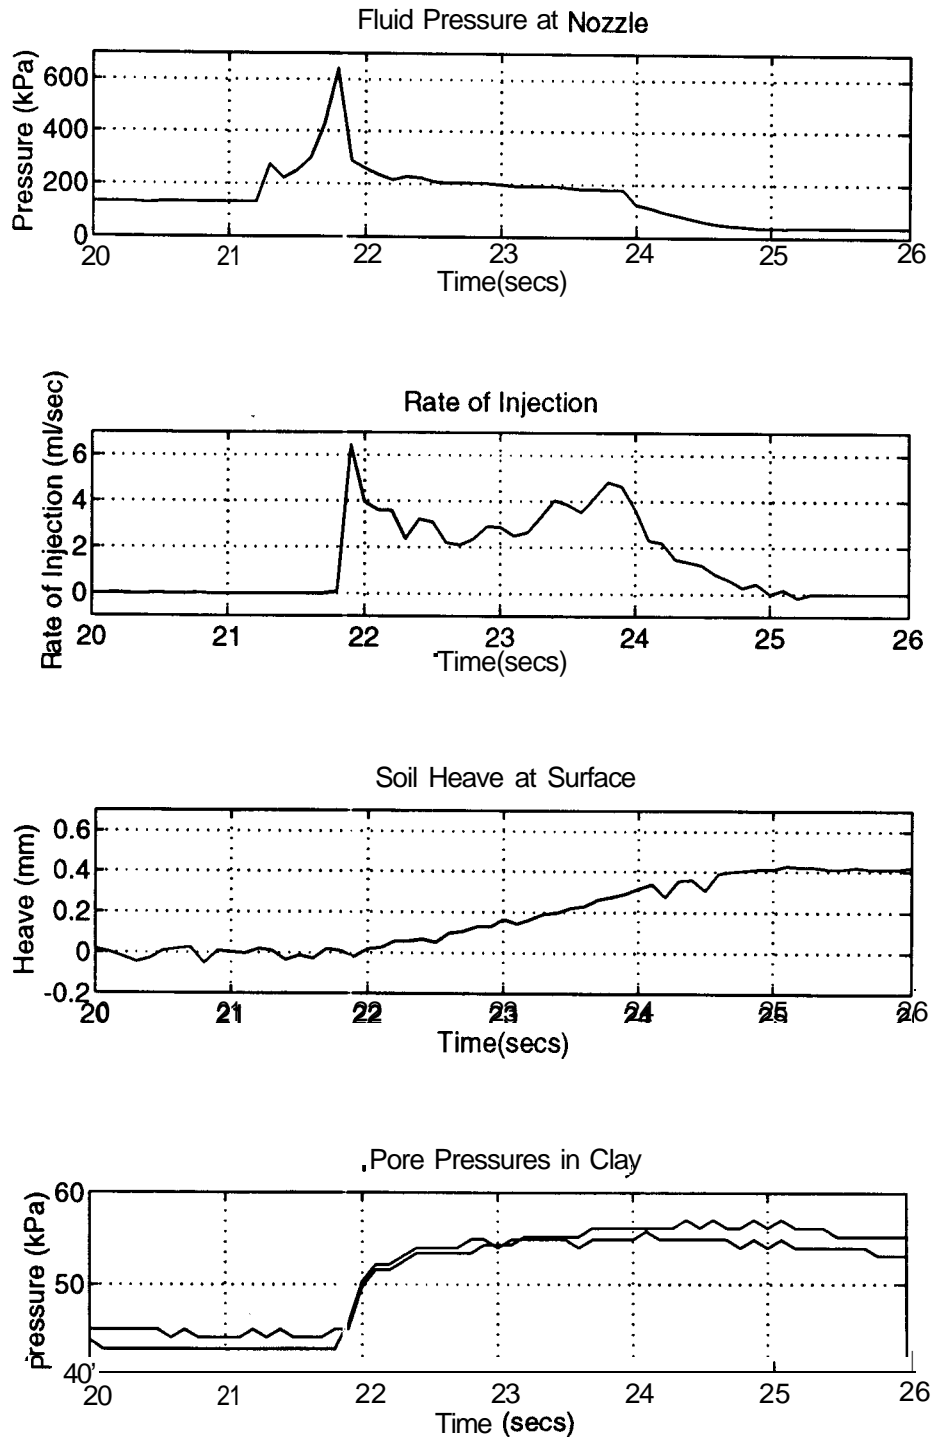 Fluid Pressure at Nozzle
Pressure (kPa)
600
400
200
0
20 21 22 23 24 25 26
Time(secs)
Rate of Injection
Rate of Injection (ml/sec)
6
4
2
0
20 21 22 23 24 25 26
Time(secs)
Soil Heave at Surface
Heave (mm)
0.6
0.4
0.2
0
-0.2
20 21 22 23 24 25 26
Time(secs)
Pore Pressures in Clay
pressure (kPa)
60
50
40
20 21 22 23 24 25 26
Time (secs)